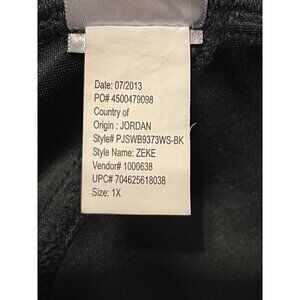 Date: 07/2013
PO# 4500479098
Country of
Origin : JORDAN
Style# PJSWB9373WS-BK
Style Name: ZEKE
Vendor# 1000638
UPC# 704625618038
Size: 1X